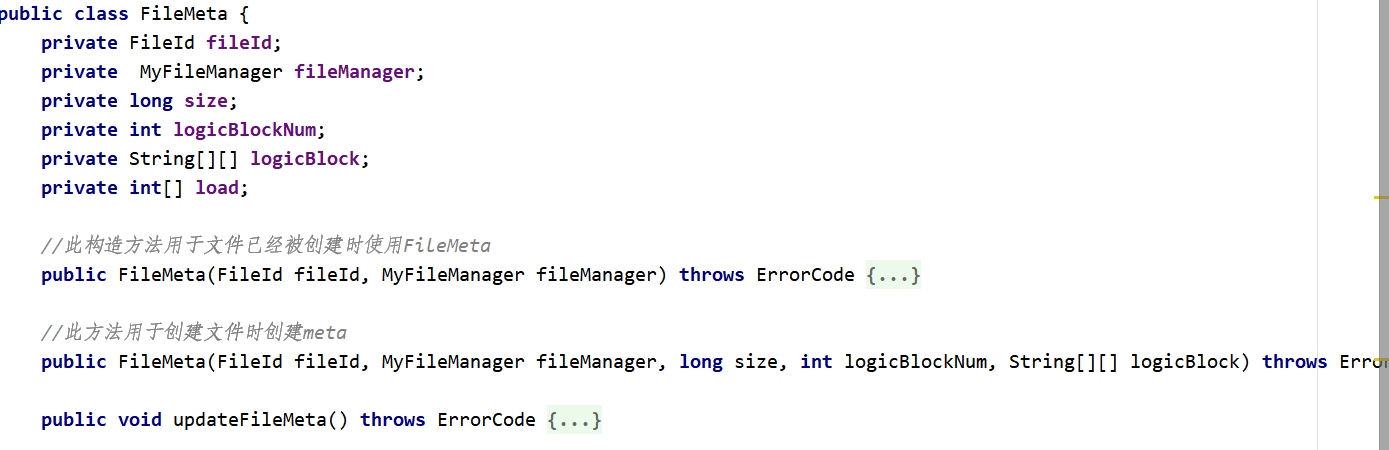 public class FileMeta {
    private FileId fileId;
    private  MyFileManager fileManager;
    private long size;
    private int logicBlockNum;
    private String[][] logicBlock;
    private int[] load;
    //此构造方法用于文件已经被创建时使用FileMeta
    public FileMeta(FileId fileId, MyFileManager fileManager) throws ErrorCode {...}
    //此方法用于创建文件时创建meta
    public FileMeta(FileId fileId, MyFileManager fileManager, long size, int logicBlockNum, String[][] logicBlock) throws
    public void updateFileMeta() throws ErrorCode {...}